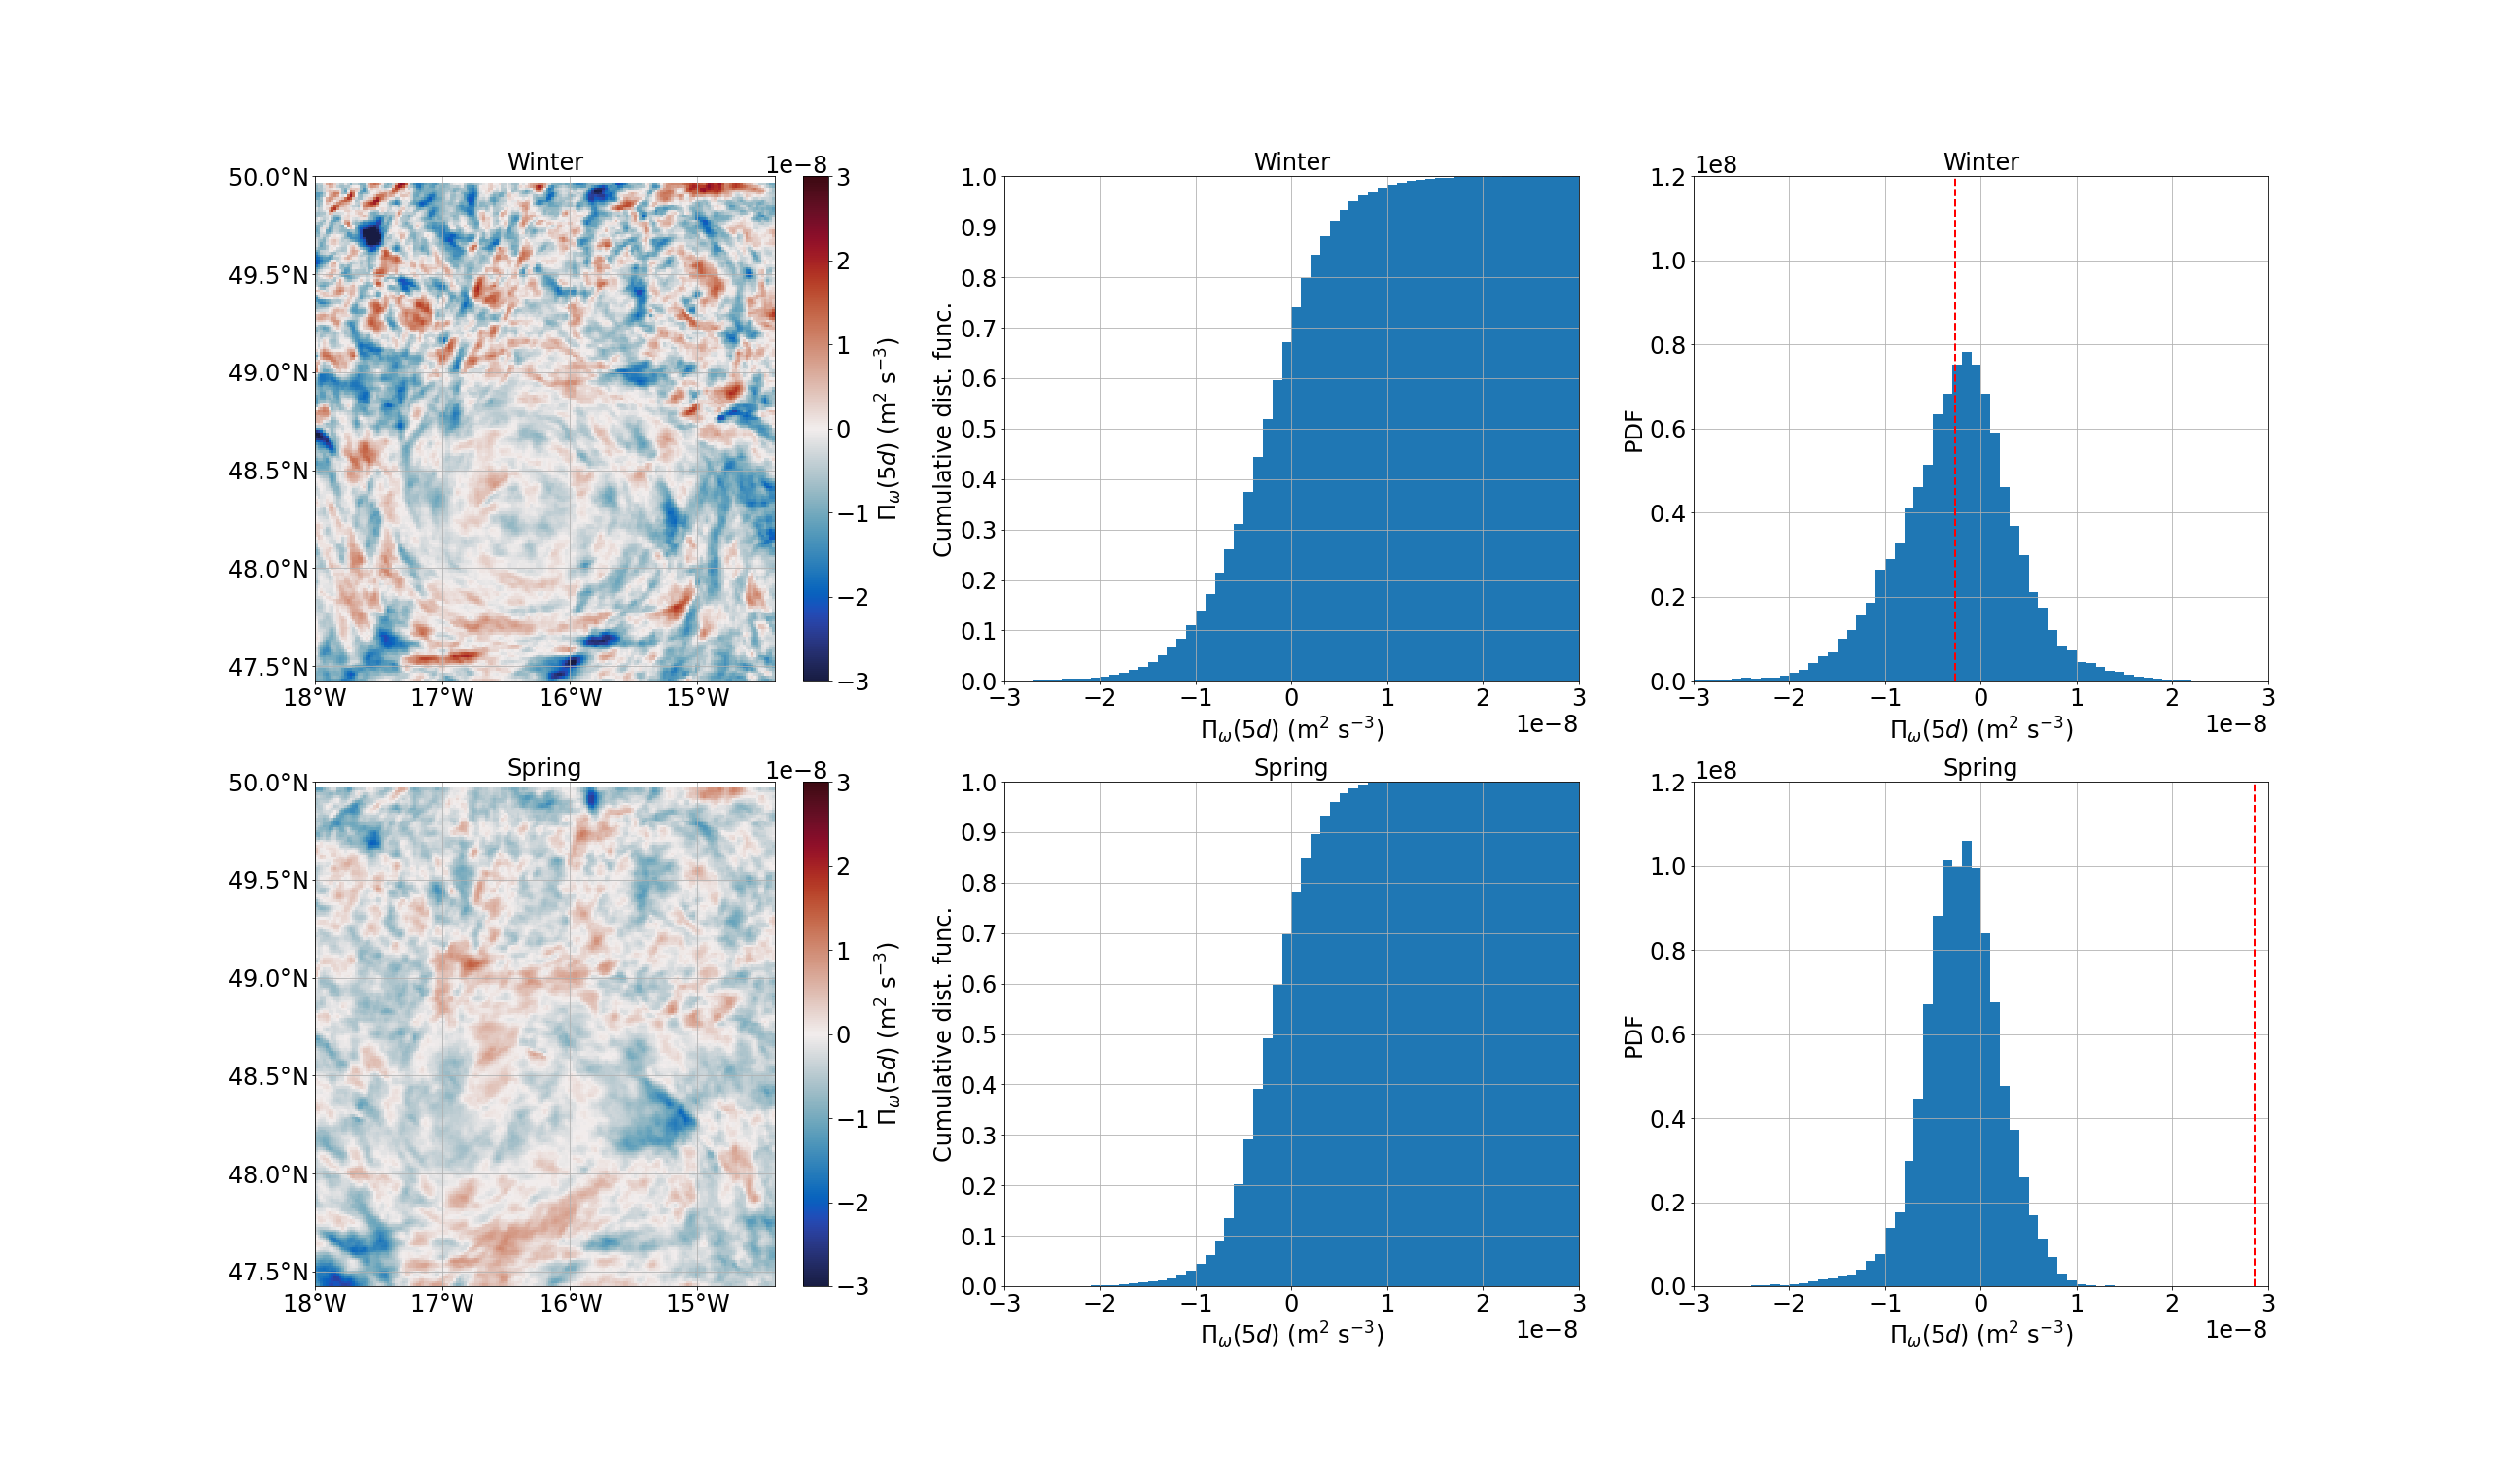 Winter
1e−8
50.0°N
49.5°N
49.0°N
48.5°N
48.0°N
47.5°N
18°W 17°W 16°W 15°W
3
2
1
0
−1
−2
−3
Πω(5d) (m² s⁻³)
Winter
1.0
0.9
0.8
0.7
0.6
0.5
0.4
0.3
0.2
0.1
0.0
Cumulative dist. func.
−3 −2 −1 0 1 2 3
1e−8
Πω(5d) (m² s⁻³)
Winter
1e8
1.2
1.0
0.8
0.6
0.4
0.2
0.0
PDF
−3 −2 −1 0 1 2 3
1e−8
Πω(5d) (m² s⁻³)
Spring
1e−8
50.0°N
49.5°N
49.0°N
48.5°N
48.0°N
47.5°N
18°W 17°W 16°W 15°W
3
2
1
0
−1
−2
−3
Πω(5d) (m² s⁻³)
Spring
1.0
0.9
0.8
0.7
0.6
0.5
0.4
0.3
0.2
0.1
0.0
Cumulative dist. func.
−3 −2 −1 0 1 2 3
1e−8
Πω(5d) (m² s⁻³)
Spring
1e8
1.2
1.0
0.8
0.6
0.4
0.2
0.0
PDF
−3 −2 −1 0 1 2 3
1e−8
Πω(5d) (m² s⁻³)